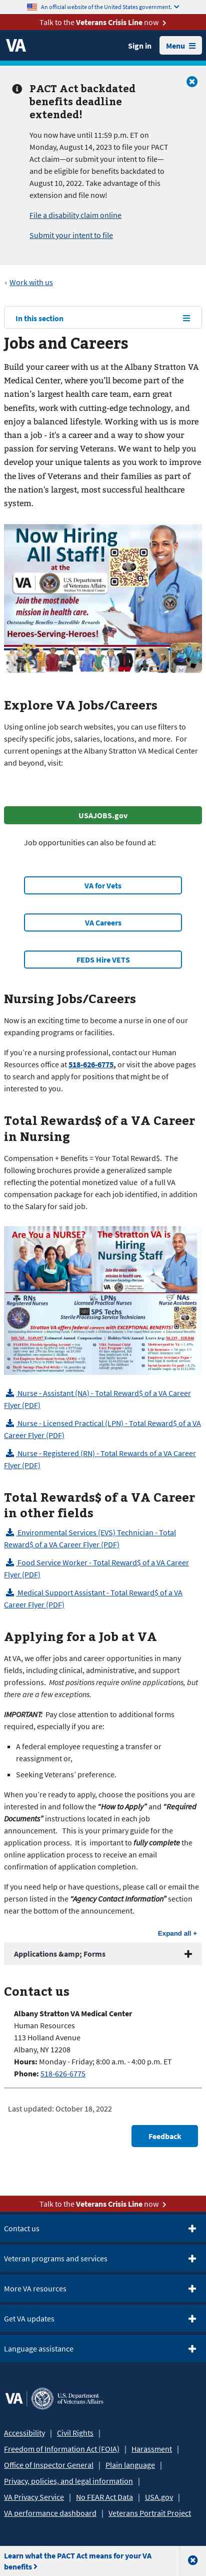 An official website of the United States government.
Talk to the Veterans Crisis Line now
VA
Sign in
Menu
PACT Act backdated
benefits deadline
extended!
You now have until 11:59 p.m. ET on
Monday, August 14, 2023 to file your PACT
Act claim—or submit your intent to file—
and be eligible for benefits backdated to
August 10, 2022. Take advantage of this
extension and file now!
File a disability claim online
Submit your intent to file
‹ Work with us
In this section
Jobs and Careers
Build your career with us at the Albany Stratton VA
Medical Center, where you'll become part of the
nation's largest, integrated health care team, earn great
benefits, work with cutting-edge technology, and
enjoy a balanced lifestyle. Working with us is more
than a job - it's a career and a way to show your
passion for serving Veterans. We want to help you
develop your unique talents as you work to improve
the lives of Veterans and their families as part of
the nation's largest, most successful healthcare
system.
Now Hiring
All Staff!
at the
VA
U.S. Department
of Veterans Affairs
Join the mission
in health care.
Outstanding Benefits—Incredible Rewards
Heroes-Serving-Heroes!
Explore VA Jobs/Careers
Using online job search websites, you can use filters to
specify specific jobs, salaries, locations, and more. For
current openings at the Albany Stratton VA Medical Center
and beyond, visit:
USAJOBS.gov
Job opportunities can also be found at:
VA for Vets
VA Careers
FEDS Hire VETS
Nursing Jobs/Careers
Now is an exciting time to become a nurse in one of our
expanding programs or facilities.
If you're a nursing professional, contact our Human
Resources office at 518-626-6775, or visit the above pages
to search and apply for positions that might be of
interest to you.
Total Rewards$ of a VA Career
in Nursing
Compensation + Benefits = Your Total Reward$. The
following brochures provide a generalized sample
reflecting the potential monetized value of a full VA
compensation package for each job identified, in addition
to the Salary for said job.
Are You a NURSE?
The Stratton VA is
Hiring
Nursing Staff
RNs
Registered Nurses
LPNs
Licensed Practical Nurses
NAs
Nursing Assistants
SPS Techs
Sterile Processing Service Technicians
Stratton VA offers federal careers with EXCEPTIONAL BENEFITS!
Nurse - Assistant (NA) - Total Reward$ of a VA Career
Flyer (PDF)
Nurse - Licensed Practical (LPN) - Total Reward$ of a VA
Career Flyer (PDF)
Nurse - Registered (RN) - Total Rewards of a VA Career
Flyer (PDF)
Total Rewards$ of a VA Career
in other fields
Environmental Services (EVS) Technician - Total
Reward$ of a VA Career Flyer (PDF)
Food Service Worker - Total Reward$ of a VA Career
Flyer (PDF)
Medical Support Assistant - Total Reward$ of a VA
Career Flyer (PDF)
Applying for a Job at VA
At VA, we offer jobs and career opportunities in many
fields, including clinical, administrative, and support
professions. Most positions require online applications, but
there are a few exceptions.
IMPORTANT: Pay close attention to additional forms
required, especially if you are:
• A federal employee requesting a transfer or
reassignment or,
• Seeking Veterans' preference.
When you're ready to apply, choose the positions you are
interested in and follow the "How to Apply" and "Required
Documents" instructions located in each job
announcement. This is your primary guide for the
application process. It is important to fully complete the
online application process in order to receive an email
confirmation of application completion.
If you need help or have questions, please call or email the
person listed in the "Agency Contact Information" section
near the bottom of the announcement.
Expand all +
Applications &amp; Forms
Contact us
Albany Stratton VA Medical Center
Human Resources
113 Holland Avenue
Albany, NY 12208
Hours: Monday - Friday; 8:00 a.m. - 4:00 p.m. ET
Phone: 518-626-6775
Last updated: October 18, 2022
Feedback
Talk to the Veterans Crisis Line now
Contact us
Veteran programs and services
More VA resources
Get VA updates
Language assistance
VA
U.S. Department
of Veterans Affairs
Accessibility | Civil Rights |
Freedom of Information Act (FOIA) | Harassment |
Office of Inspector General | Plain language |
Privacy, policies, and legal information |
VA Privacy Service | No FEAR Act Data | USA.gov |
VA performance dashboard | Veterans Portrait Project
Learn what the PACT Act means for your VA
benefits